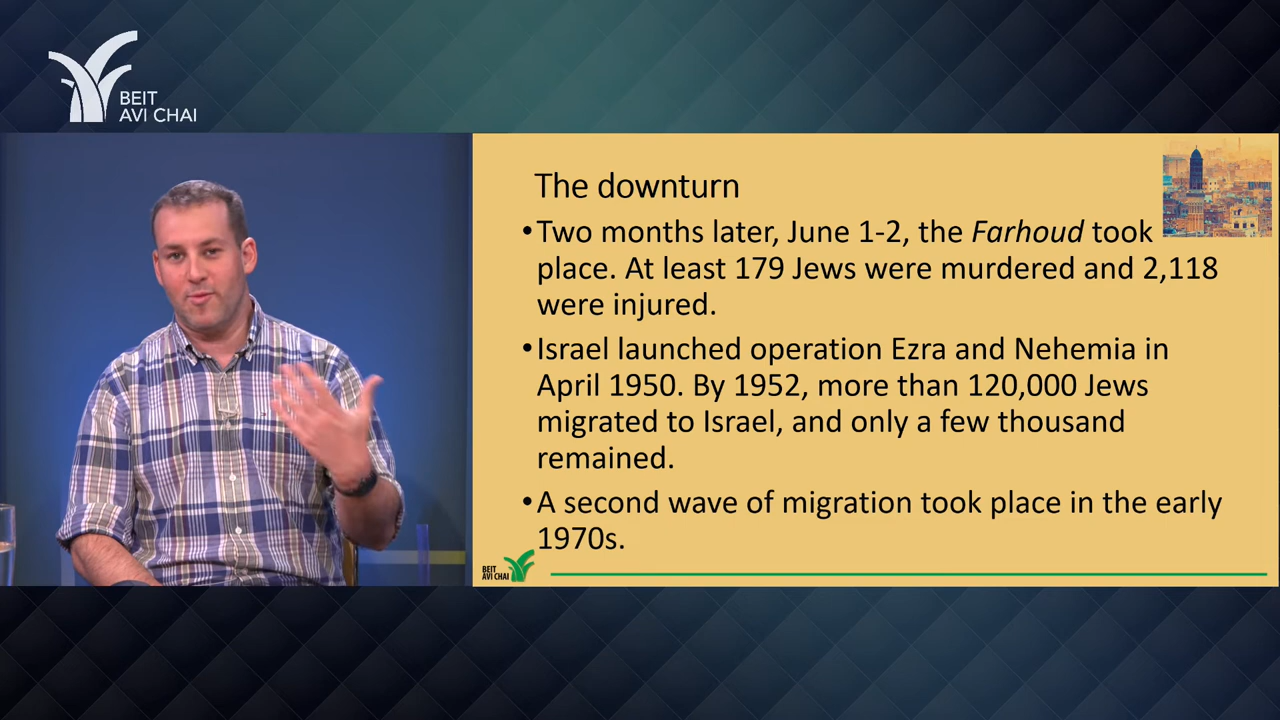 BEIT
AVI CHAI
The downturn
•Two months later, June 1-2, the Farhoud took
place. At least 179 Jews were murdered and 2,118
were injured.
•Israel launched operation Ezra and Nehemia in
April 1950. By 1952, more than 120,000 Jews
migrated to Israel, and only a few thousand
remained.
•A second wave of migration took place in the early
1970s.
BEIT
AVI CHAI